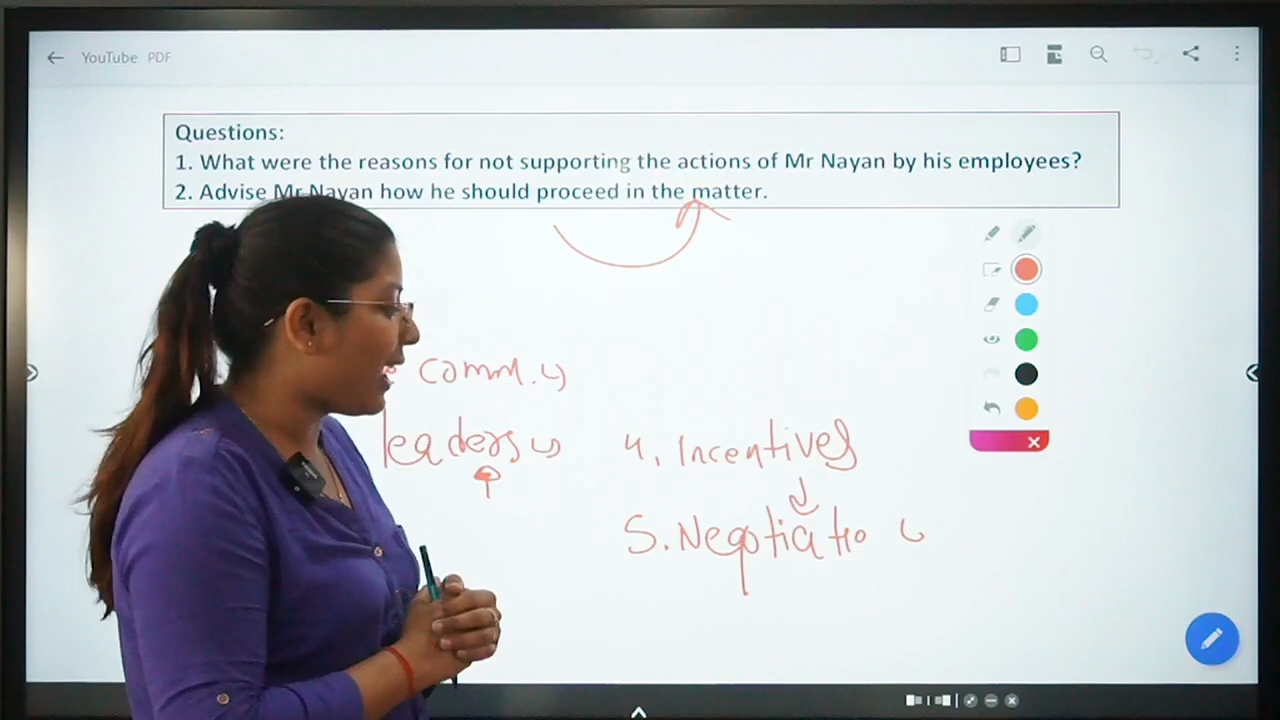 YouTube PDF
Questions:
1. What were the reasons for not supporting the actions of Mr Nayan by his employees?
2. Advise Mr Nayan how he should proceed in the matter.
comm.
leaders
4. Incentives
5. Negotiatio